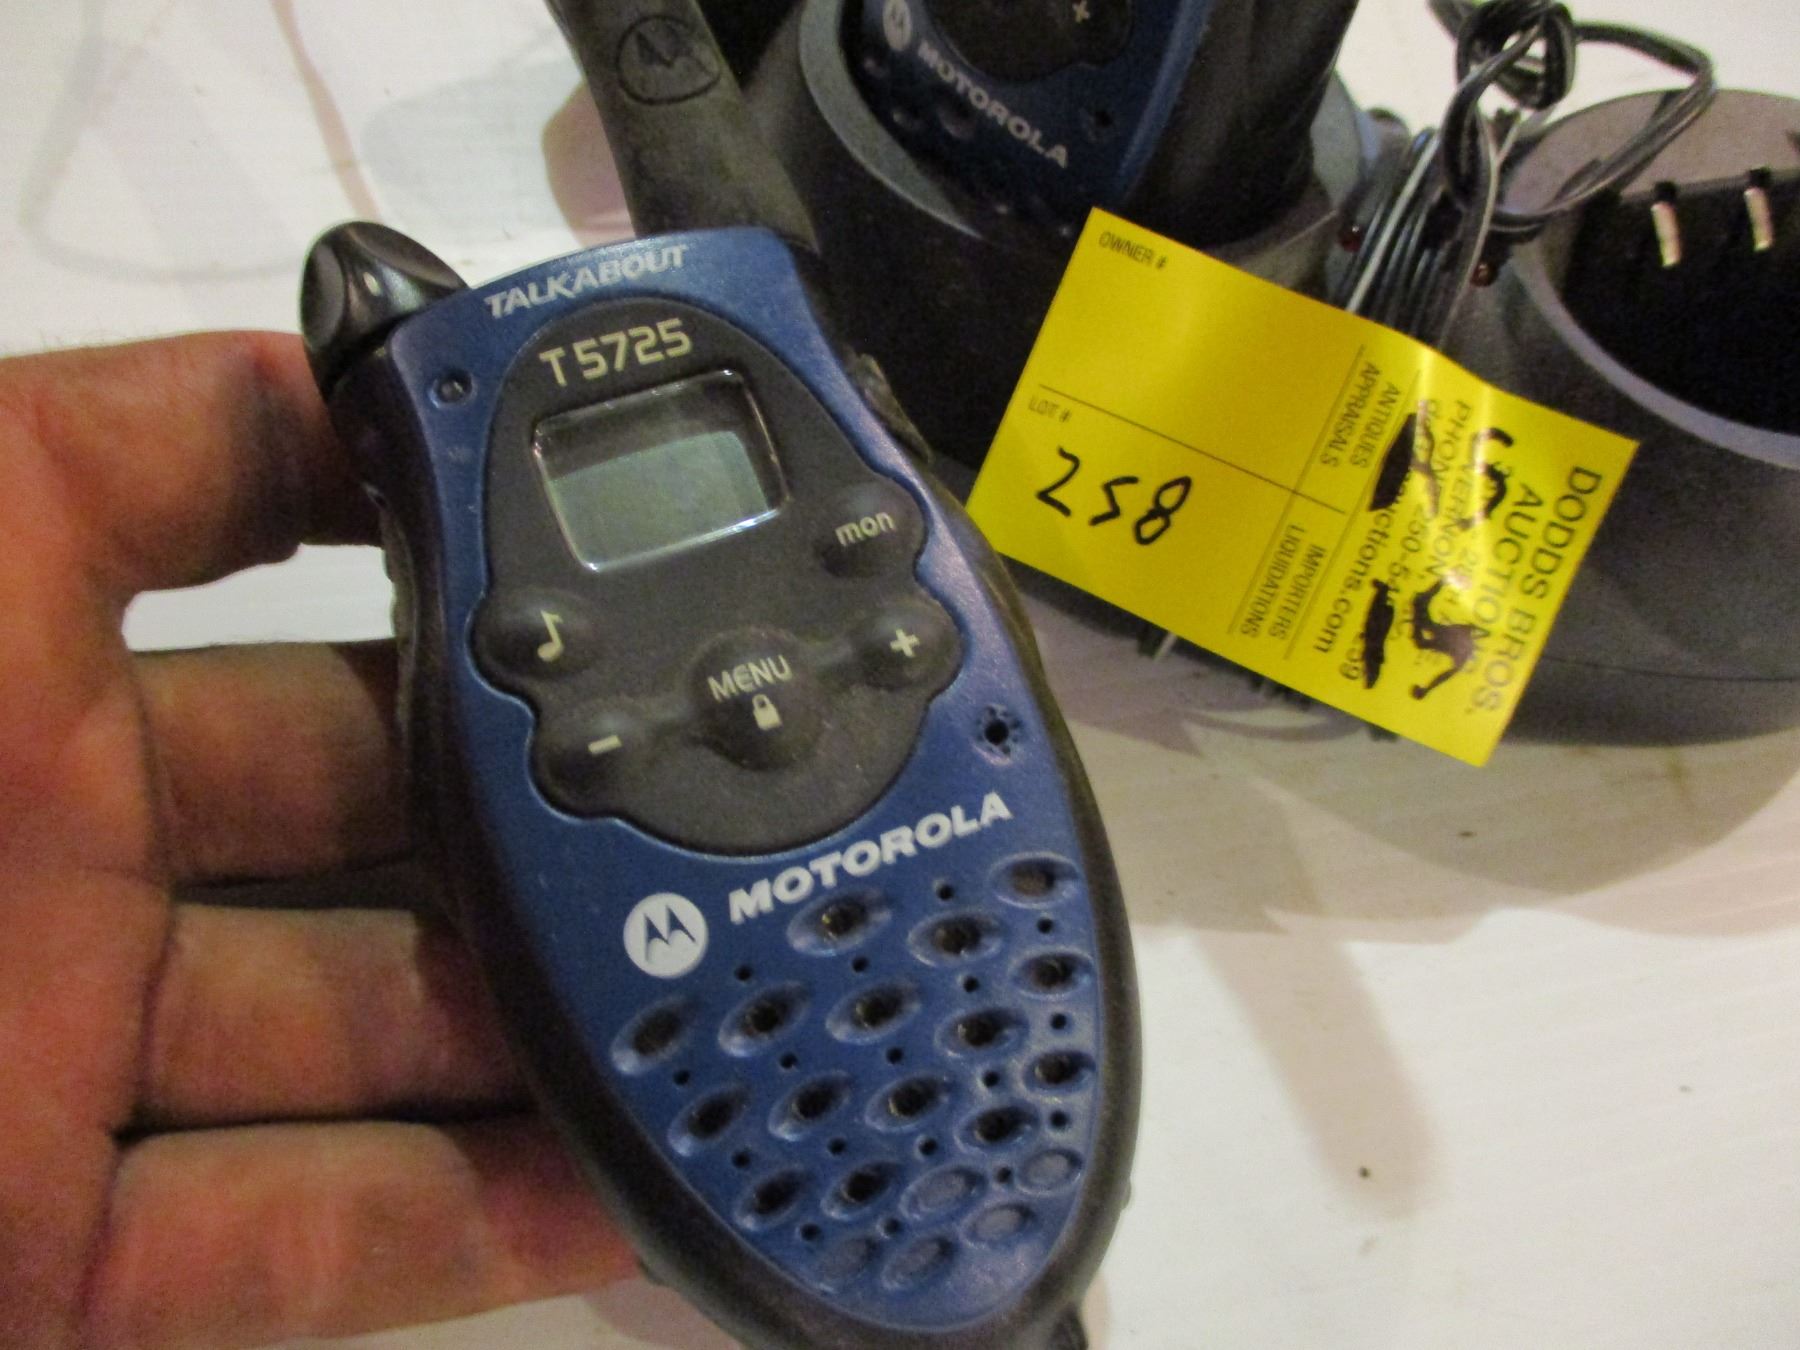 TALKABOUT
T5725
mon
MENU
+
-
MOTOROLA
MOTOROLA
+
OWNER #
LOT #
258
DODDS BROS.
AUCTIONS
ANTIQUES
APPRAISALS
IMPORTERS
LIQUIDATIONS